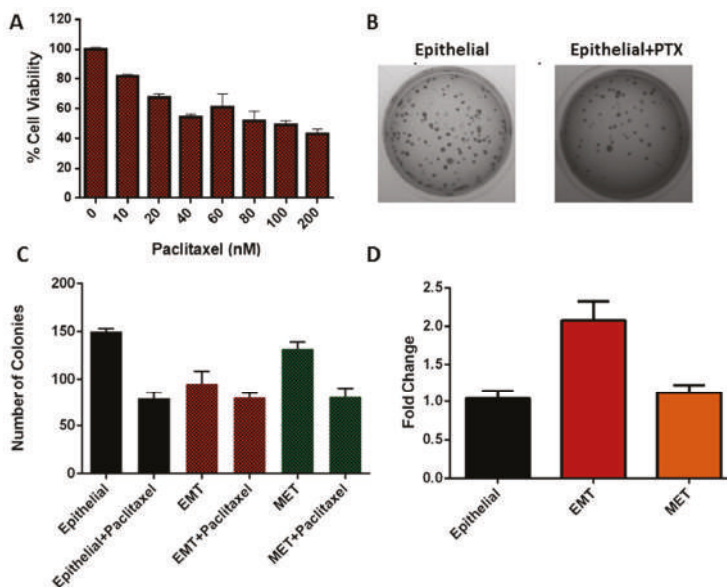 A
% Cell Viability
120
100
80
60
40
20
0
0 10 20 40 60 80 100 200
Paclitaxel (nM)
B
Epithelial
Epithelial+PTX
C
Number of Colonies
200
150
100
50
0
Epithelial
Epithelial+Paclitaxel
EMT
EMT+Paclitaxel
MET
MET+Paclitaxel
D
Fold Change
2.5
2.0
1.5
1.0
0.5
0.0
Epithelial
EMT
MET